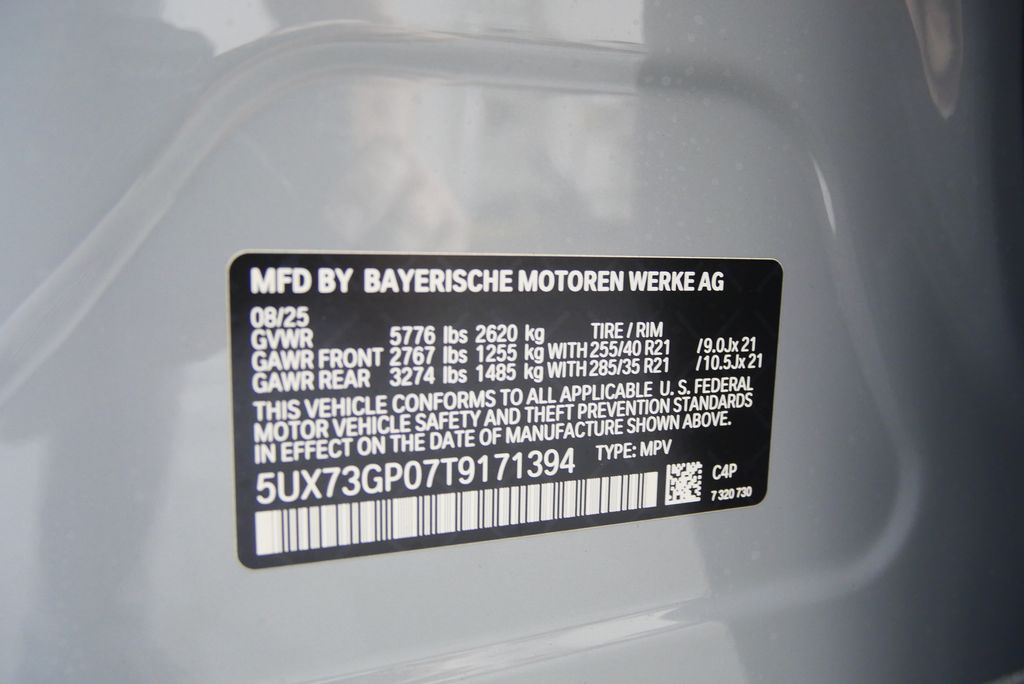 MFD BY BAYERISCHE MOTOREN WERKE AG
08/25
GVWR 5776 lbs 2620 kg TIRE / RIM
GAWR FRONT 2767 lbs 1255 kg WITH 255/40 R21 /9.0Jx 21
GAWR REAR 3274 lbs 1485 kg WITH 285/35 R21 /10.5Jx 21
THIS VEHICLE CONFORMS TO ALL APPLICABLE U. S. FEDERAL
MOTOR VEHICLE SAFETY AND THEFT PREVENTION STANDARDS
IN EFFECT ON THE DATE OF MANUFACTURE SHOWN ABOVE.
5UX73GP07T9171394 TYPE: MPV
C4P
7 320 730